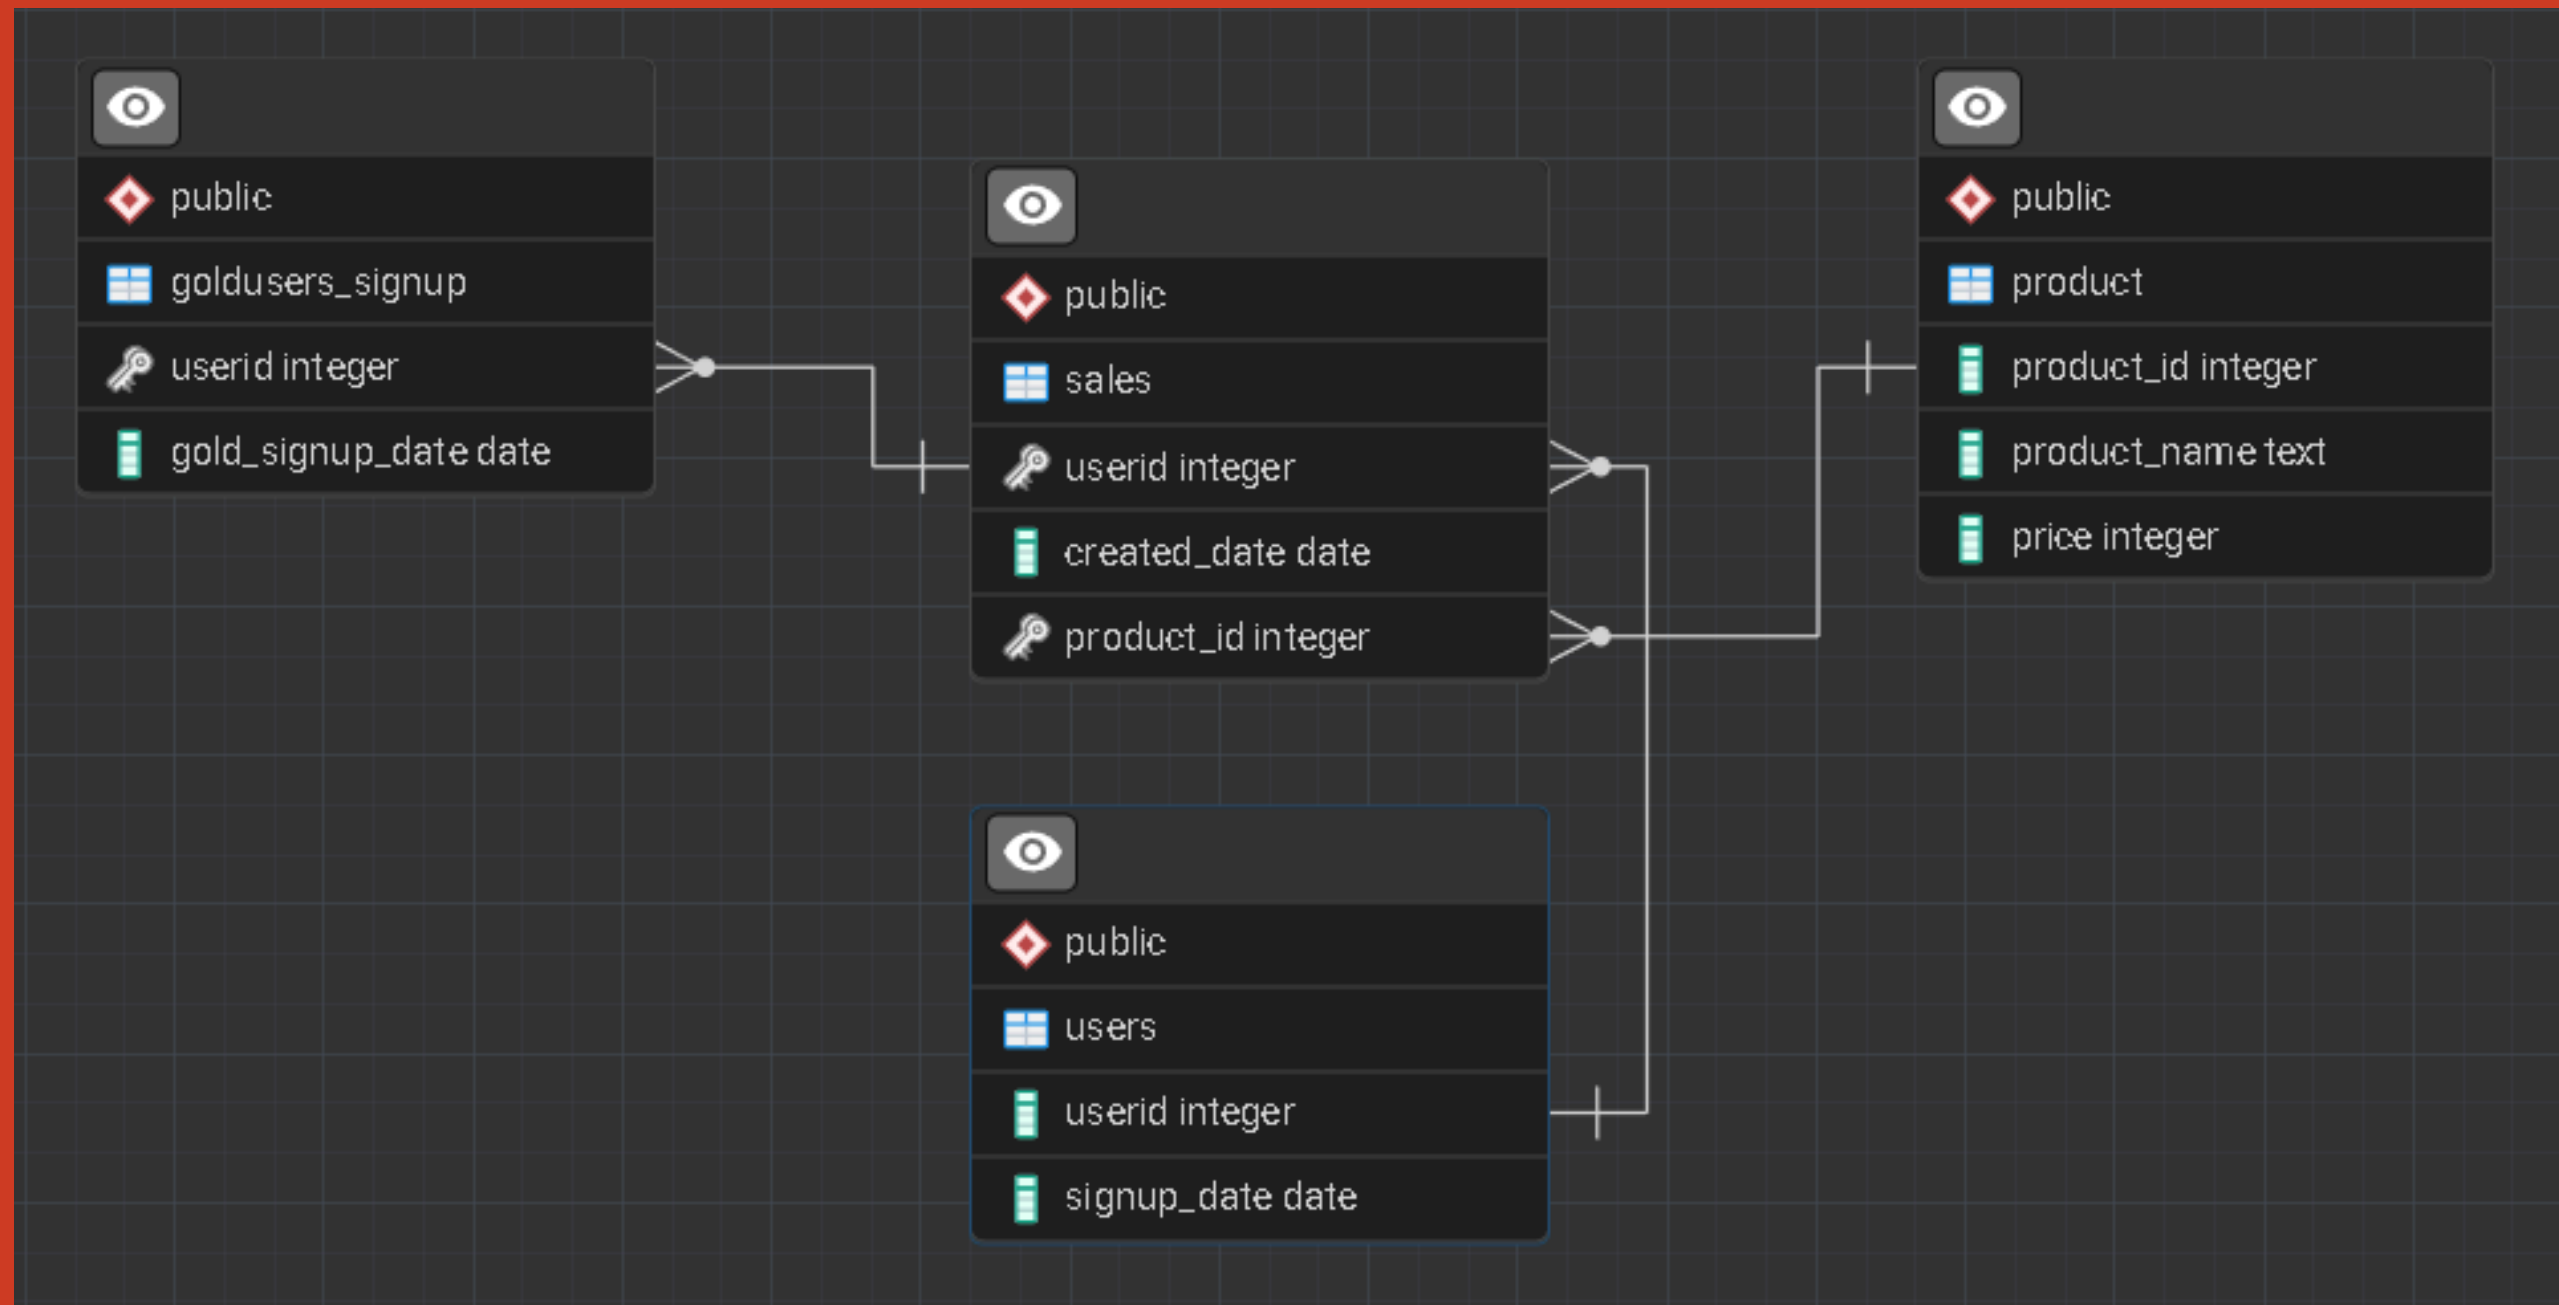 public
goldusers_signup
userid integer
gold_signup_date date
public
sales
userid integer
created_date date
product_id integer
public
product
product_id integer
product_name text
price integer
public
users
userid integer
signup_date date